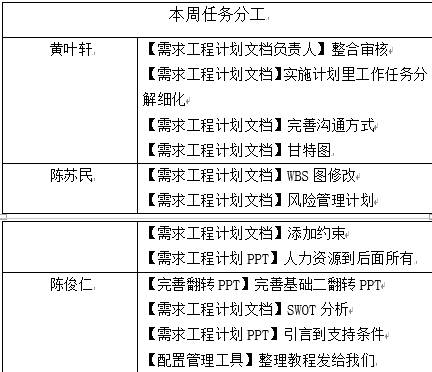 本周任务分工
黄叶轩
【需求工程计划文档负责人】整合审核
【需求工程计划文档】实施计划里工作任务分
解细化
【需求工程计划文档】完善沟通方式
【需求工程计划文档】甘特图
陈苏民
【需求工程计划文档】WBS 图修改
【需求工程计划文档】风险管理计划
【需求工程计划文档】添加约束
【需求工程计划 PPT】人力资源到后面所有
陈俊仁
【完善翻转 PPT】完善基础二翻转 PPT
【需求工程计划文档】SWOT 分析
【需求工程计划 PPT】引言到支持条件
【配置管理工具】整理教程发给我们